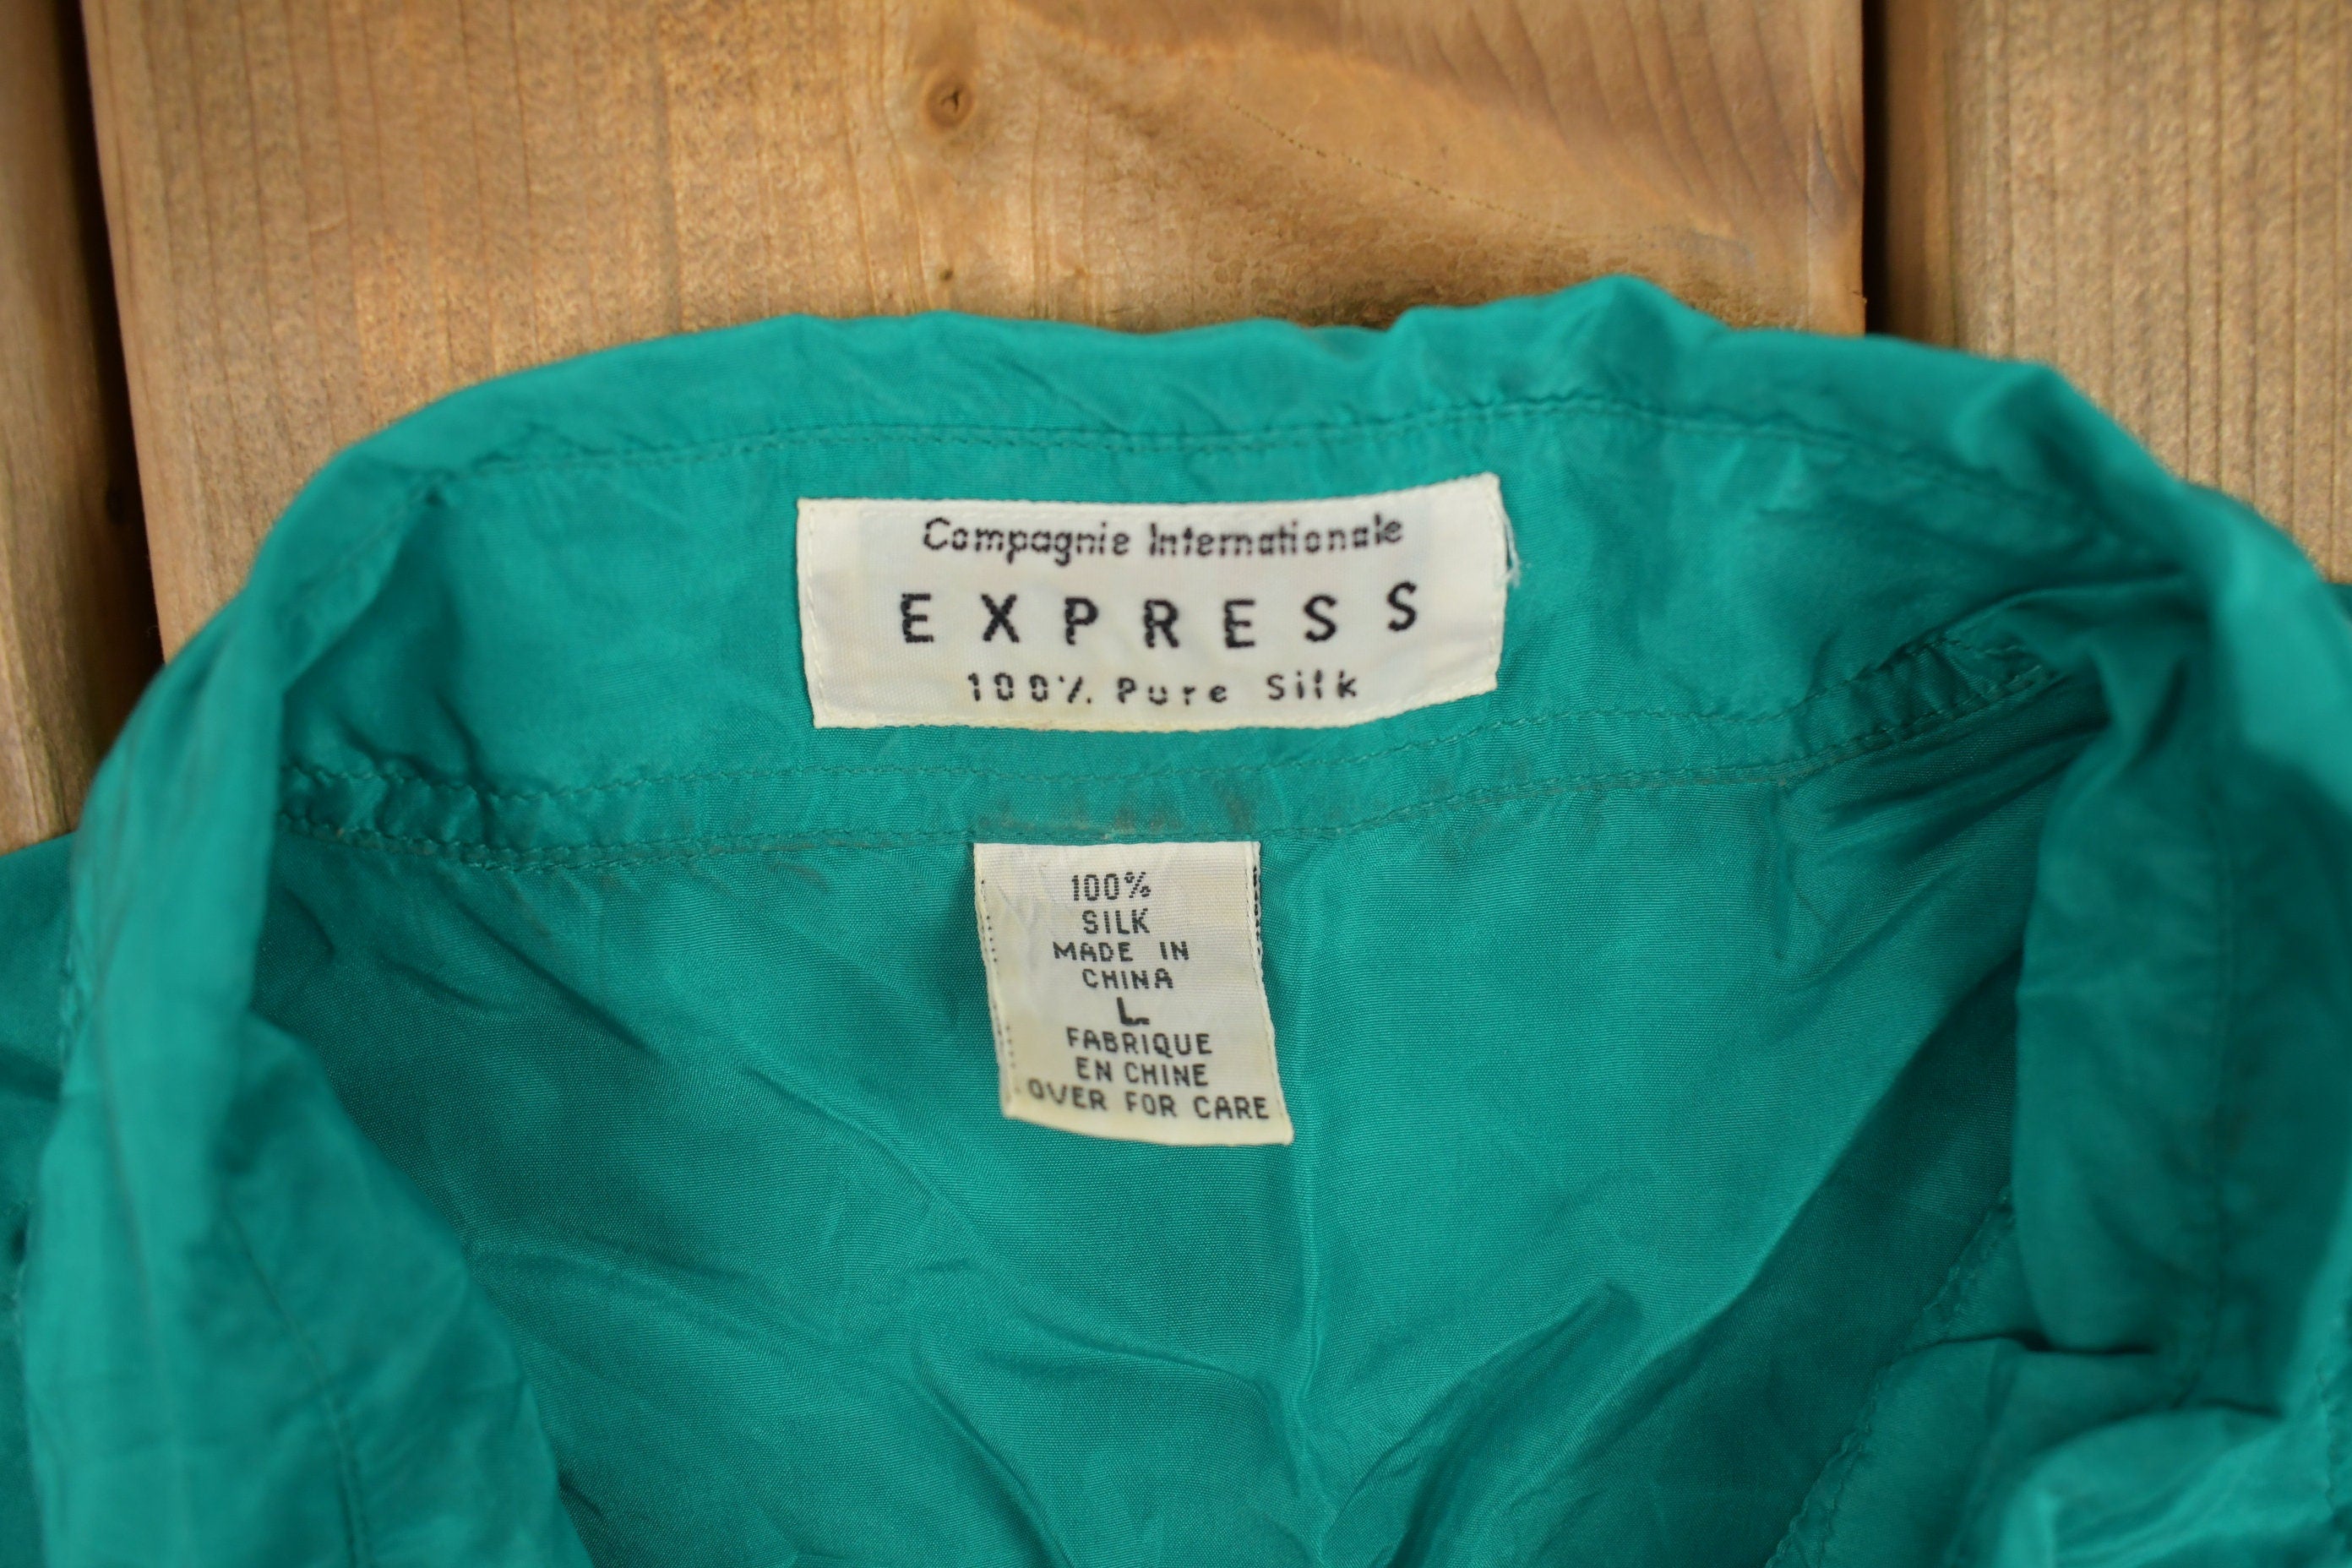 Compagnie Internationale
EXPRESS
100% Pure Silk
100%
SILK
MADE IN
CHINA
L
FABRIQUE
EN CHINE
OVER FOR CARE